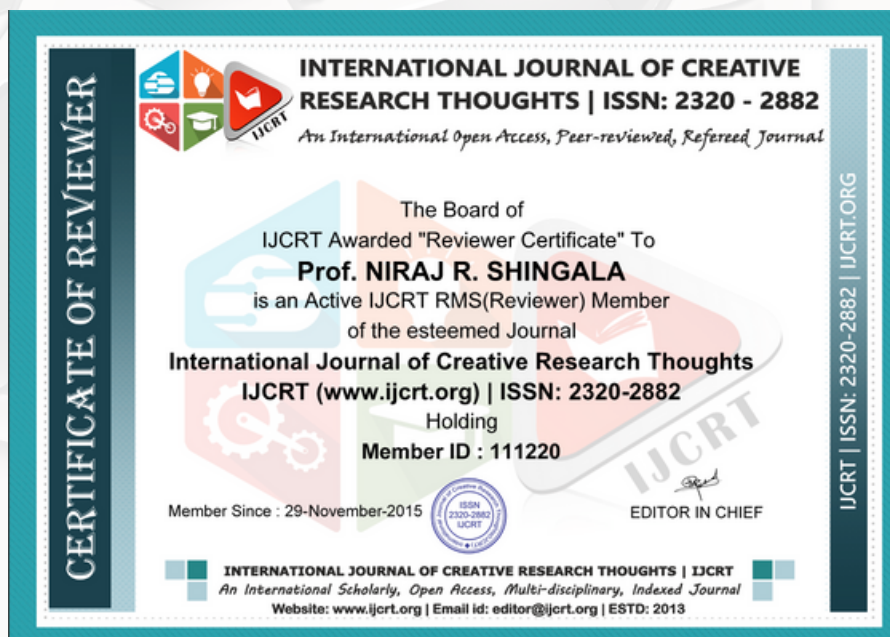 CERTIFICATE OF REVIEWER
IJCRT
INTERNATIONAL JOURNAL OF CREATIVE
RESEARCH THOUGHTS | ISSN: 2320 - 2882
An International Open Access, Peer-reviewed, Refereed Journal
The Board of
IJCRT Awarded "Reviewer Certificate" To
Prof. NIRAJ R. SHINGALA
is an Active IJCRT RMS(Reviewer) Member
of the esteemed Journal
International Journal of Creative Research Thoughts
IJCRT (www.ijcrt.org) | ISSN: 2320-2882
Holding
Member ID : 111220
IJCRT
Member Since : 29-November-2015
ISSN
2320-2882
IJCRT
EDITOR IN CHIEF
INTERNATIONAL JOURNAL OF CREATIVE RESEARCH THOUGHTS | IJCRT
An International Scholarly, Open Access, Multi-disciplinary, Indexed Journal
Website: www.ijcrt.org | Email id: editor@ijcrt.org | ESTD: 2013
IJCRT | ISSN: 2320-2882 | IJCRT.ORG